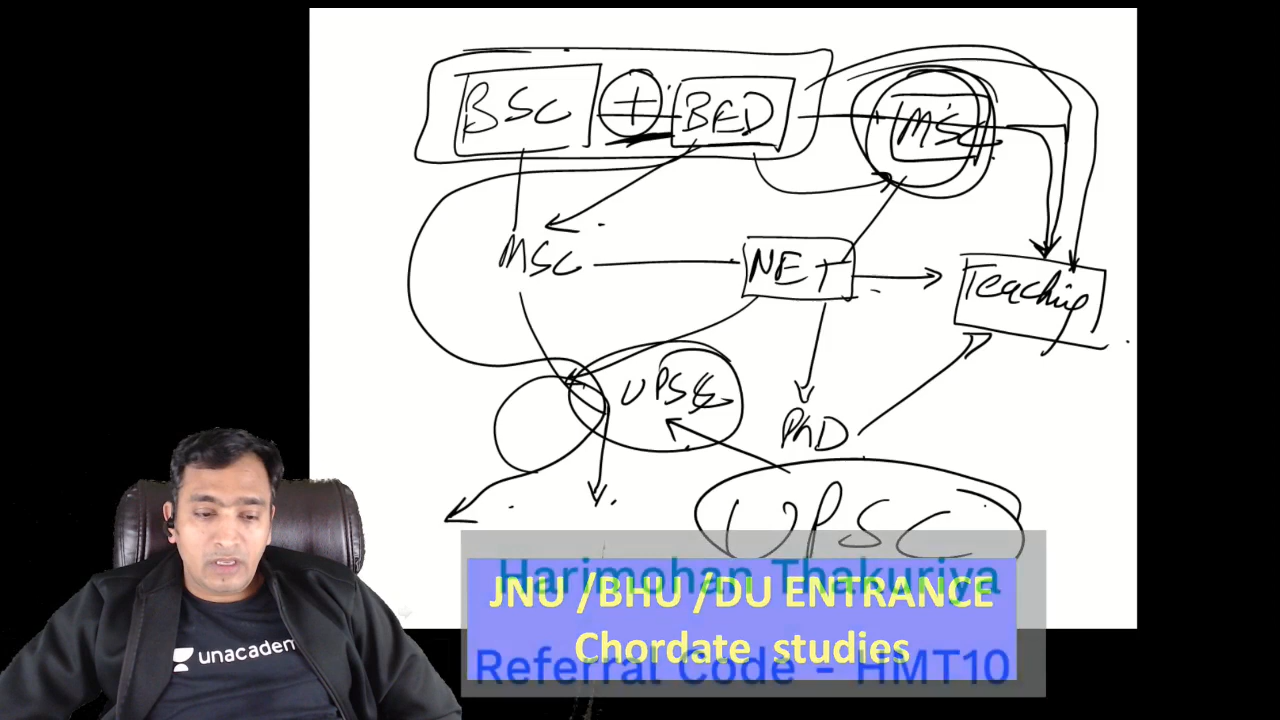 BSC + BED MSC
MSC NET Teaching
UPSC
PhD
UPSC
Harimohan Thakuriya
JNU /BHU /DU ENTRANCE
Chordate studies
Referral Code - HMT10
unacadem